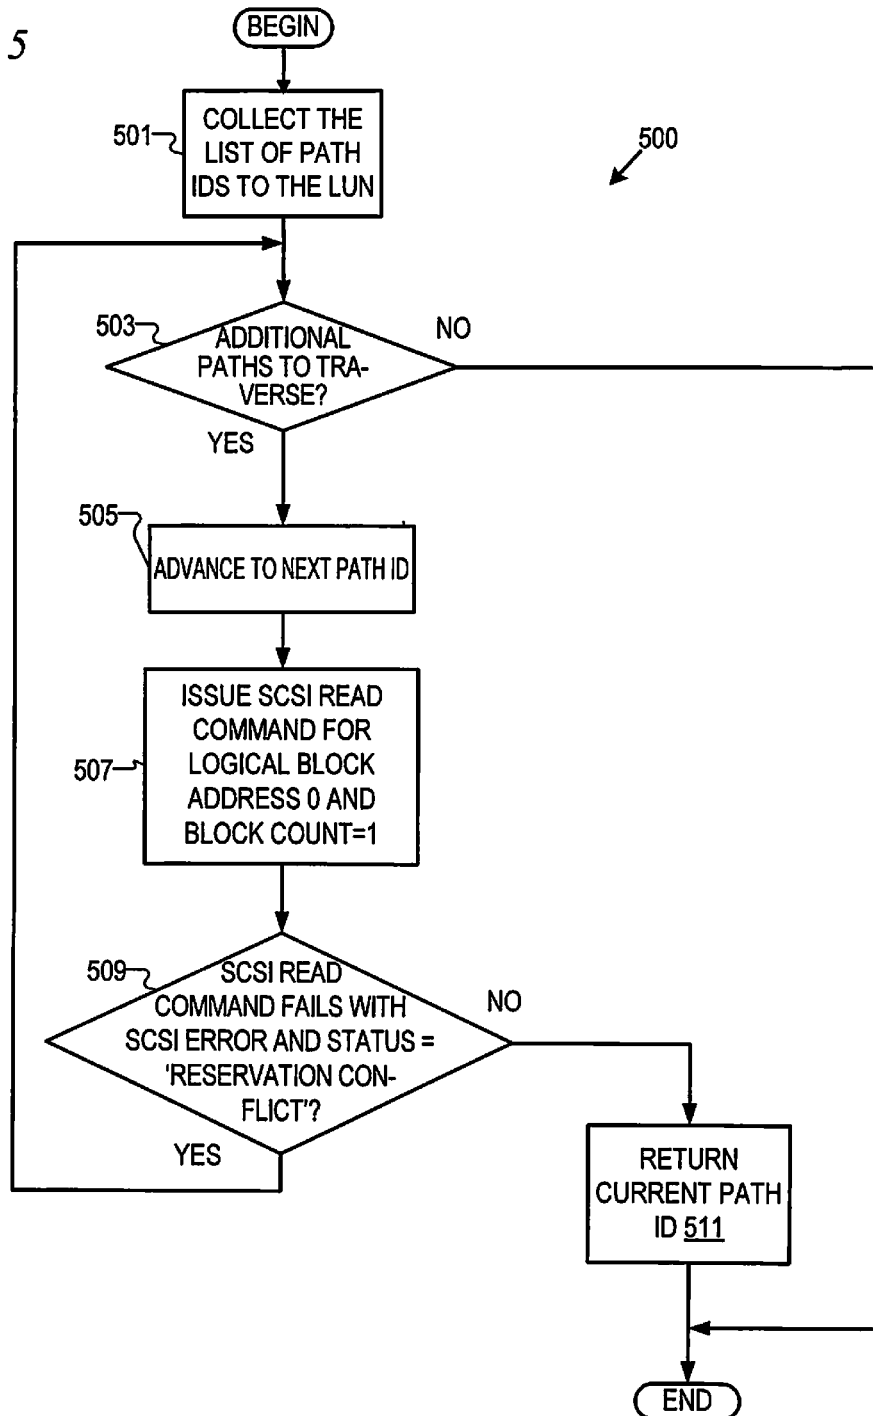 5
BEGIN
501
COLLECT THE
LIST OF PATH
IDS TO THE LUN
500
503
ADDITIONAL
PATHS TO TRA-
VERSE?
NO
YES
505
ADVANCE TO NEXT PATH ID
507
ISSUE SCSI READ
COMMAND FOR
LOGICAL BLOCK
ADDRESS 0 AND
BLOCK COUNT=1
509
SCSI READ
COMMAND FAILS WITH
SCSI ERROR AND STATUS =
'RESERVATION CON-
FLICT'?
NO
YES
RETURN
CURRENT PATH
ID 511
END